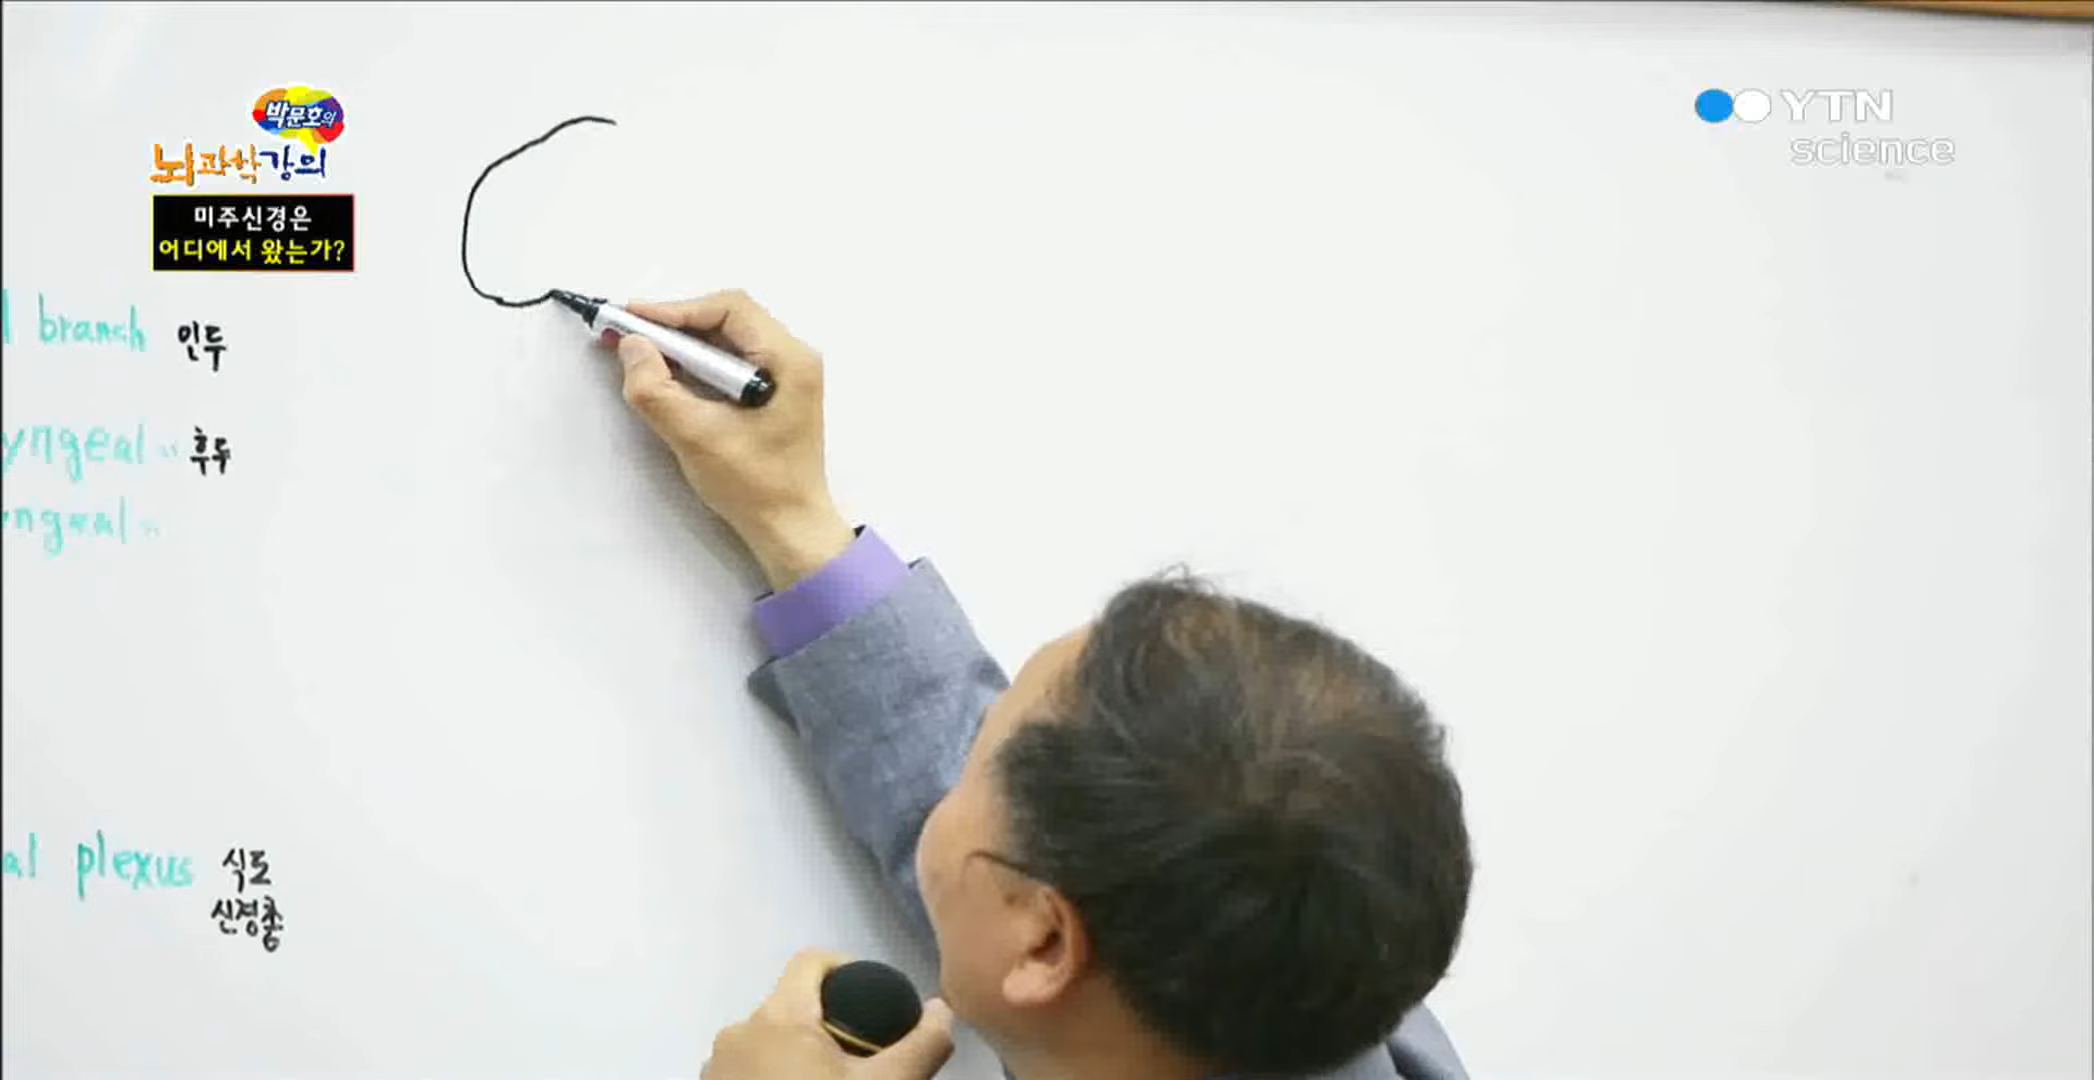 박문호의
뇌과학강의
미주신경은
어디에서 왔는가?
YTN
science
l branch 인두
yngeal 〃 후두
ngeal 〃
al plexus 식도
신경총